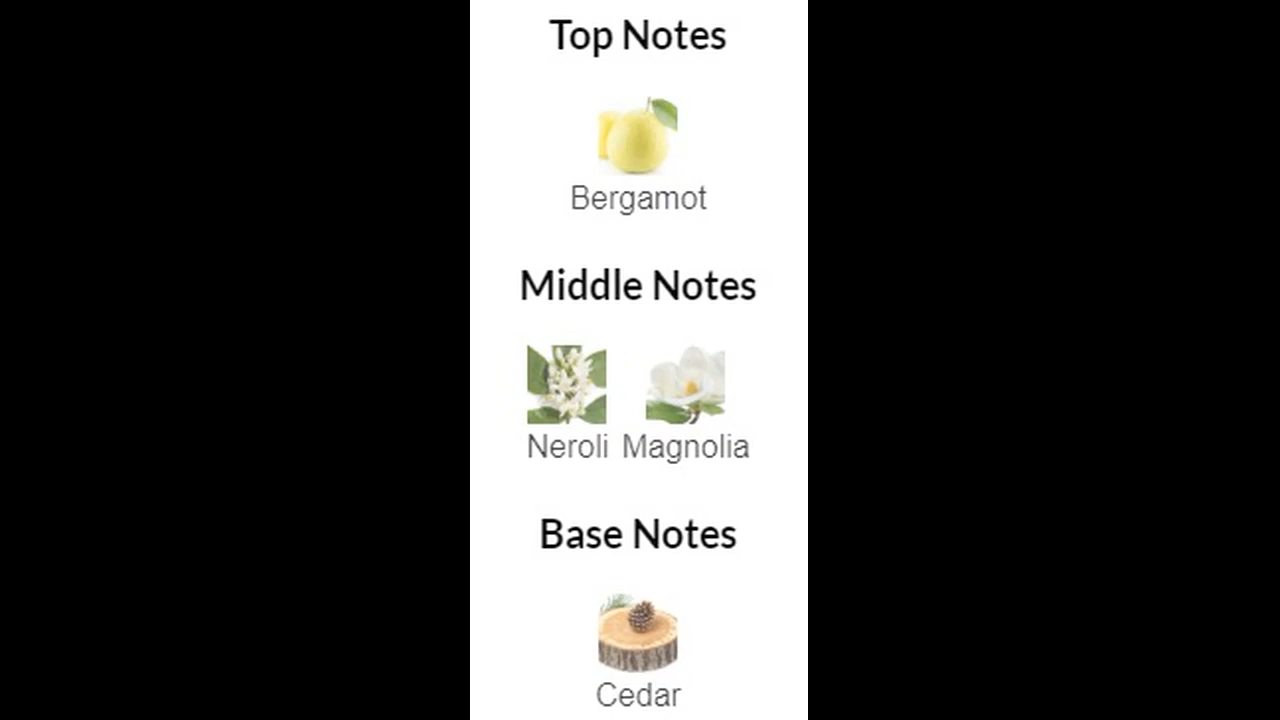 Top Notes
Bergamot
Middle Notes
Neroli Magnolia
Base Notes
Cedar